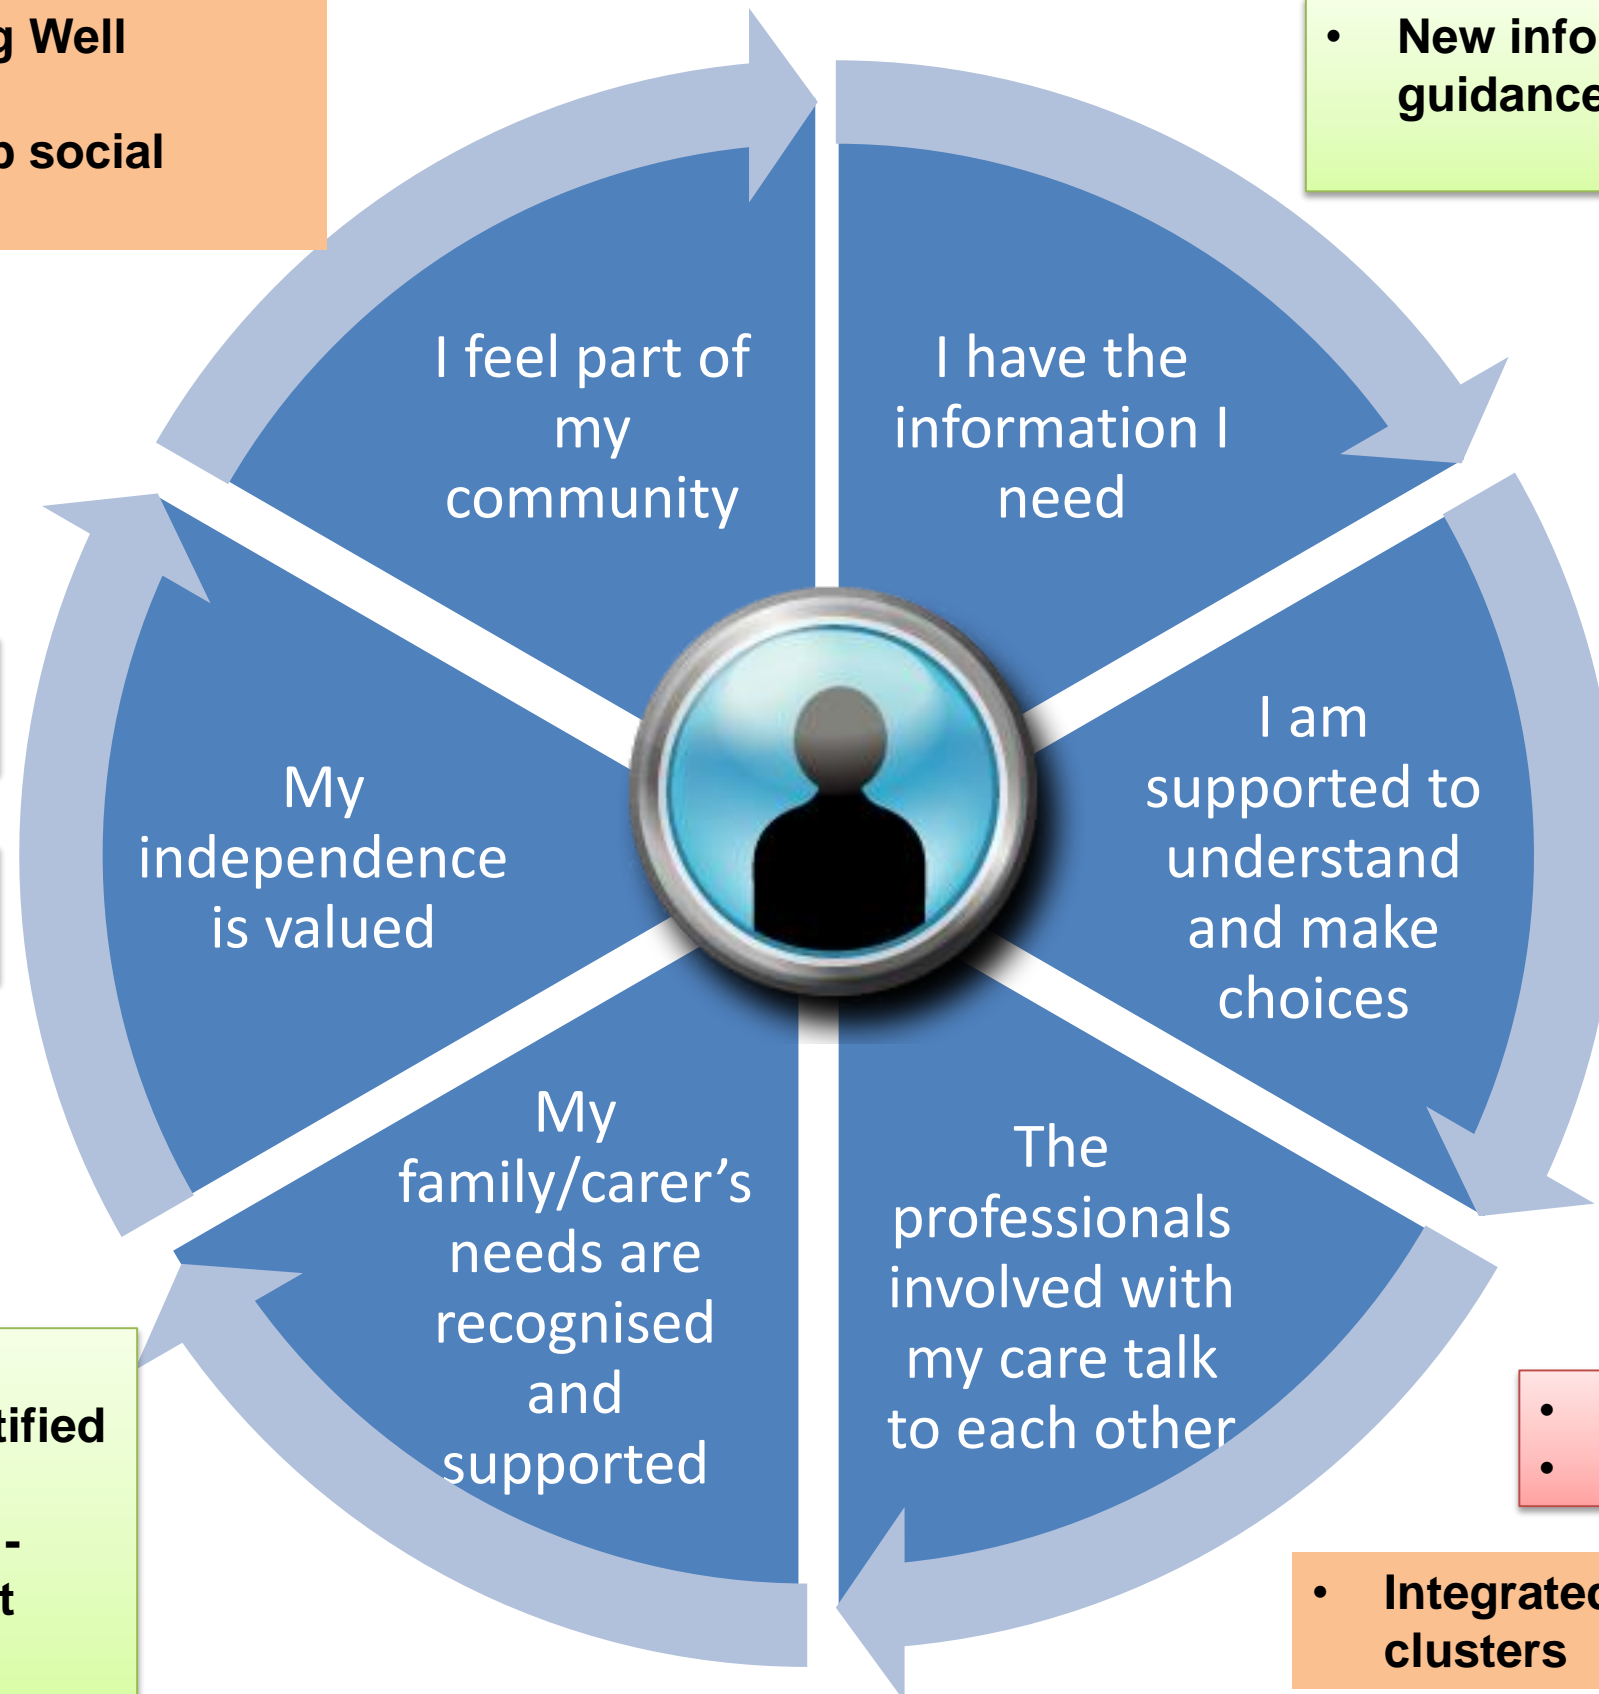 Well
social
• New info
guidance
I feel part of
my
community
I have the
information I
need
I am
supported to
understand
and make
choices
The
professionals
involved with
my care talk
to each other
My
family/carer’s
needs are
recognised
and
supported
My
independence
is valued
tified
-
t
•
•
• Integrated
clusters